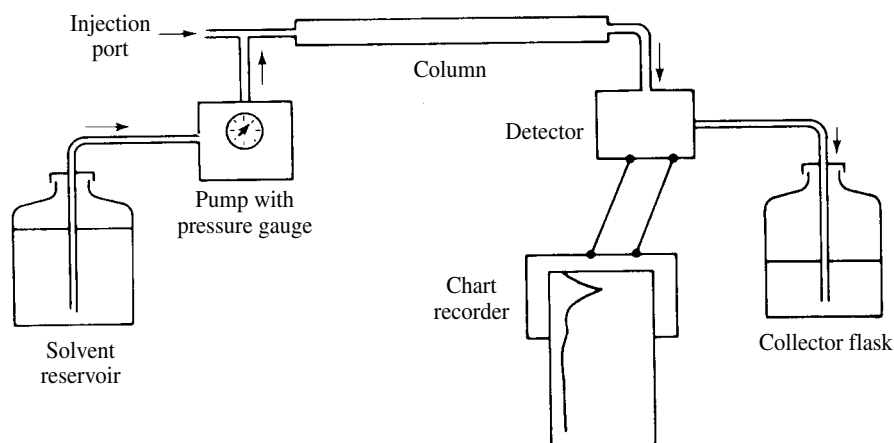 Injection
port
Column
Detector
Pump with
pressure gauge
Chart
recorder
Solvent
reservoir
Collector flask